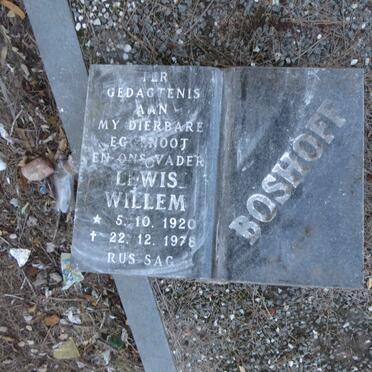 TER
GEDAGTENIS
AAN
MY DIERBARE
EGGENOOT
EN ONS VADER
LEWIS
WILLEM
* 5. 10. 1920
† 22. 12. 1978
RUS SAG
BOSHOFF